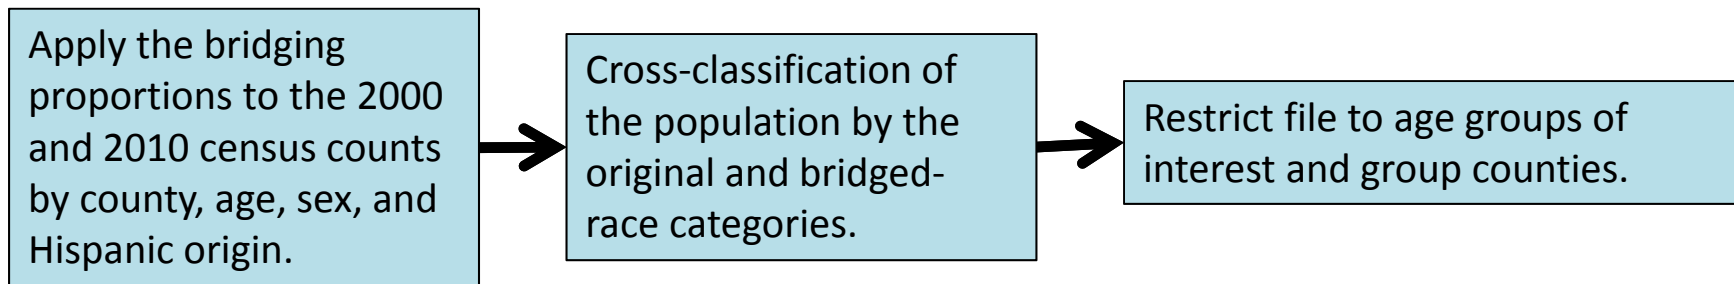 Apply the bridging
proportions to the 2000
and 2010 census counts
by county, age, sex, and
Hispanic origin.
Cross-classification of
the population by the
original and bridged-
race categories.
Restrict file to age groups of
interest and group counties.